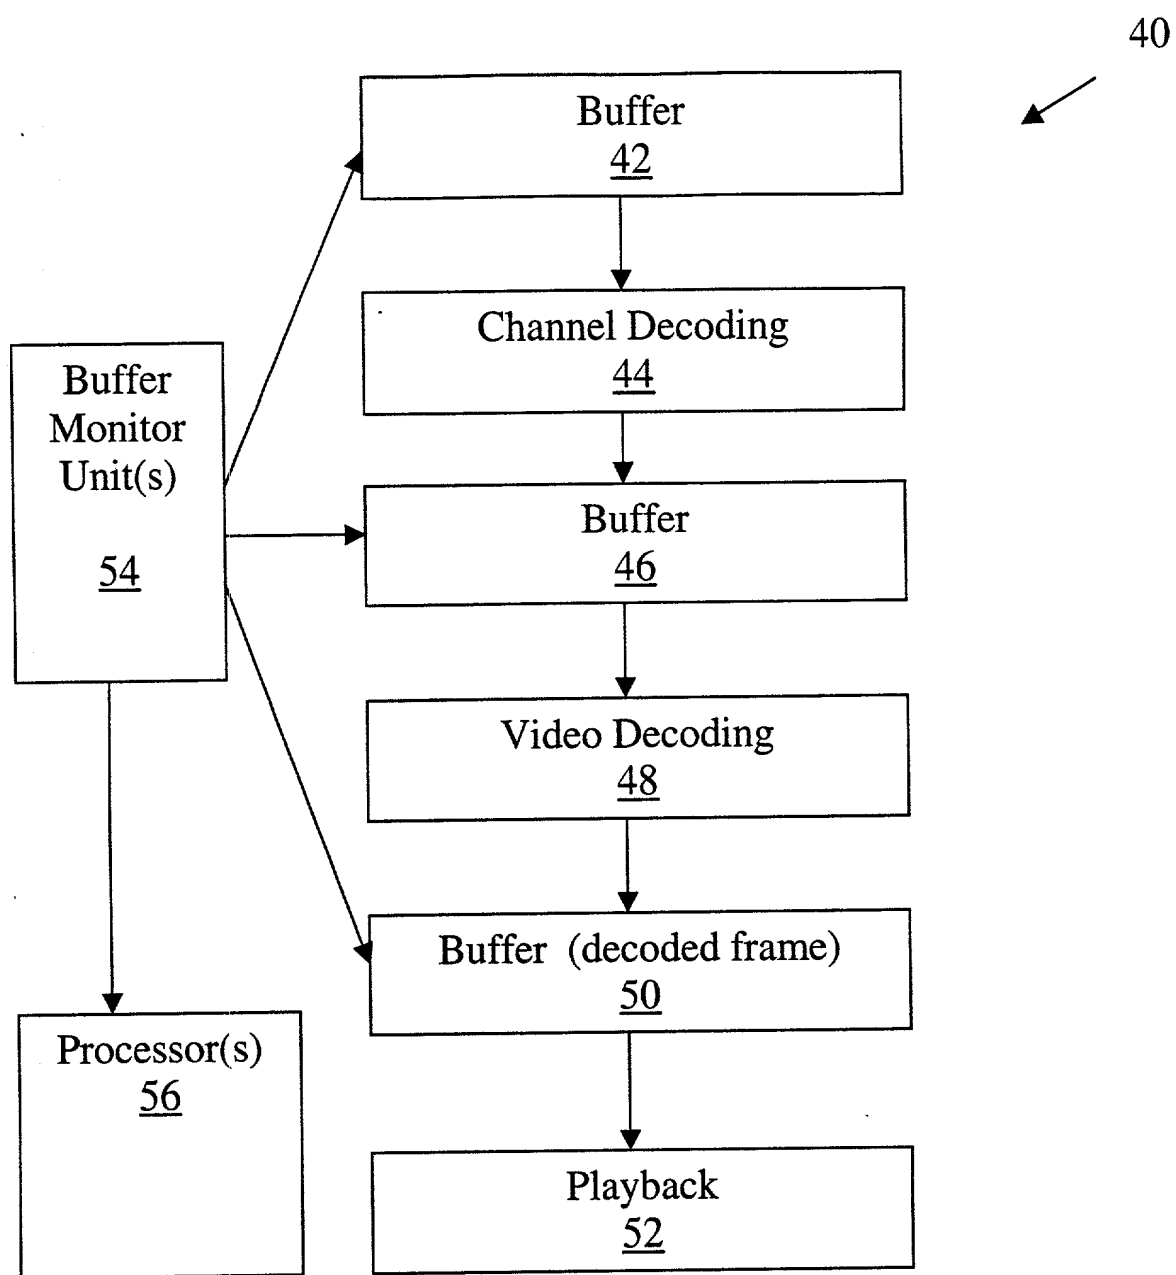 40
Buffer
42
Channel Decoding
44
Buffer
Monitor
Unit(s)
54
Buffer
46
Video Decoding
48
Buffer (decoded frame)
50
Processor(s)
56
Playback
52